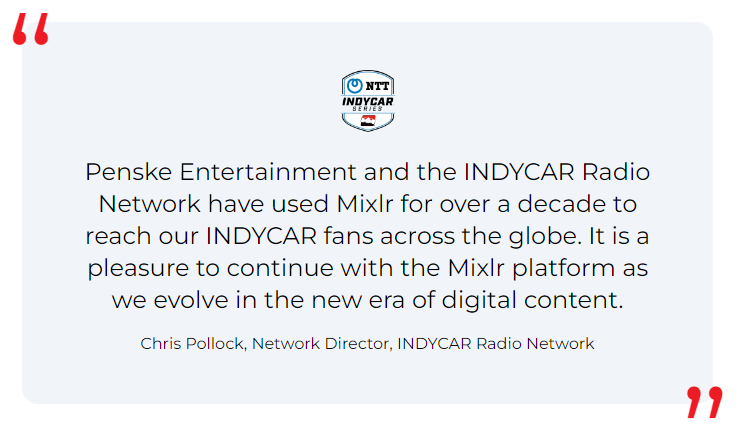 “
NTT
INDYCAR
SERIES
Penske Entertainment and the INDYCAR Radio
Network have used Mixlr for over a decade to
reach our INDYCAR fans across the globe. It is a
pleasure to continue with the Mixlr platform as
we evolve in the new era of digital content.
Chris Pollock, Network Director, INDYCAR Radio Network
”